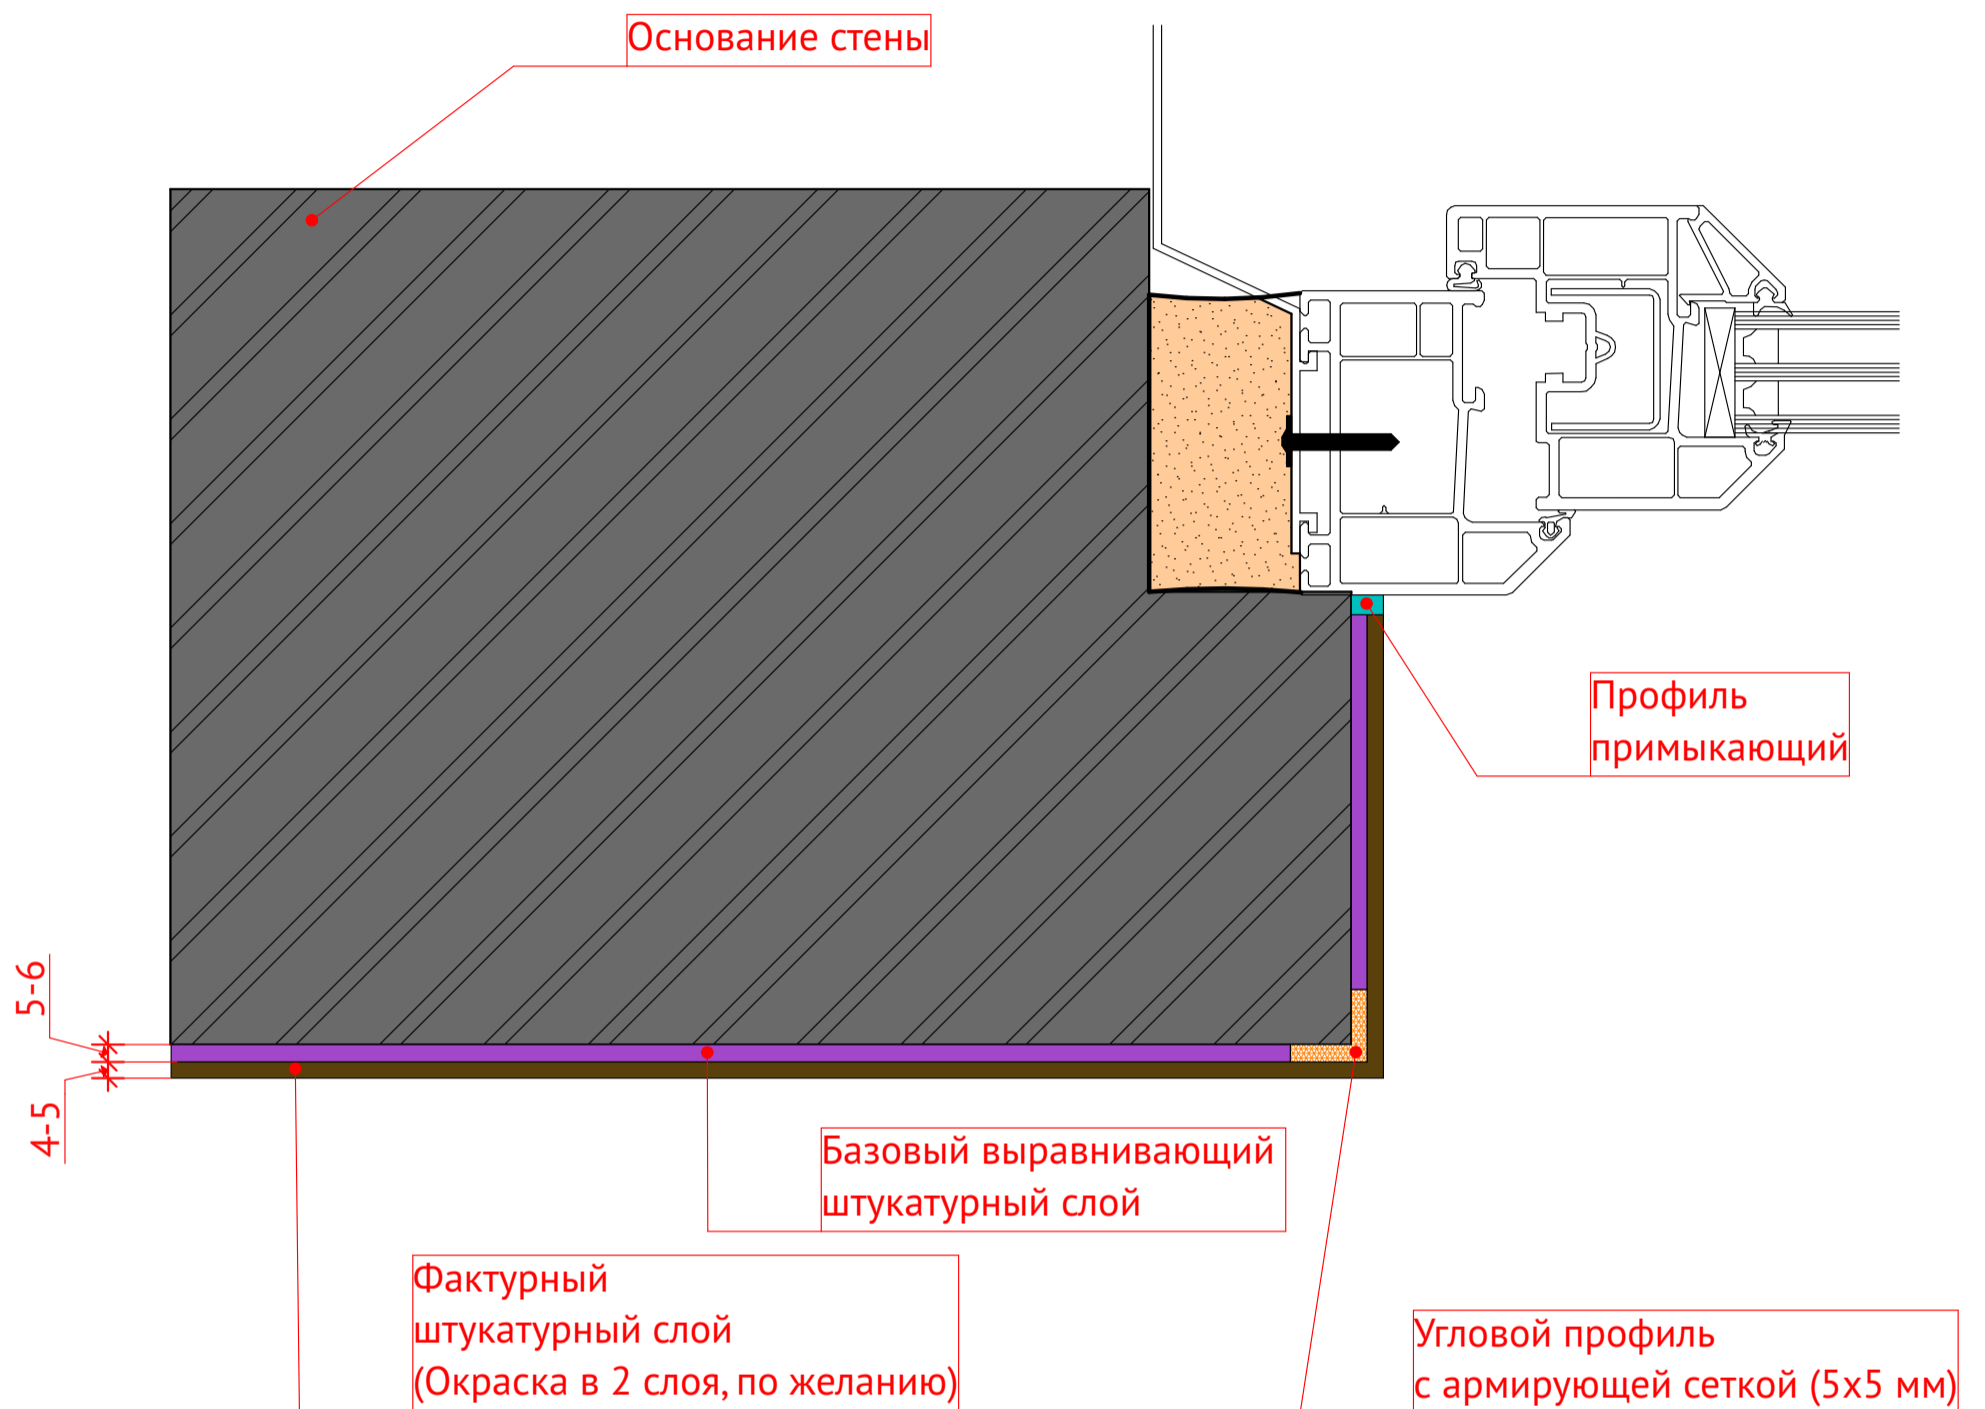 Основание стены
Профиль
примыкающий
5-6
4-5
Базовый выравнивающий
штукатурный слой
Фактурный
штукатурный слой
(Окраска в 2 слоя, по желанию)
Угловой профиль
с армирующей сеткой (5х5 мм)